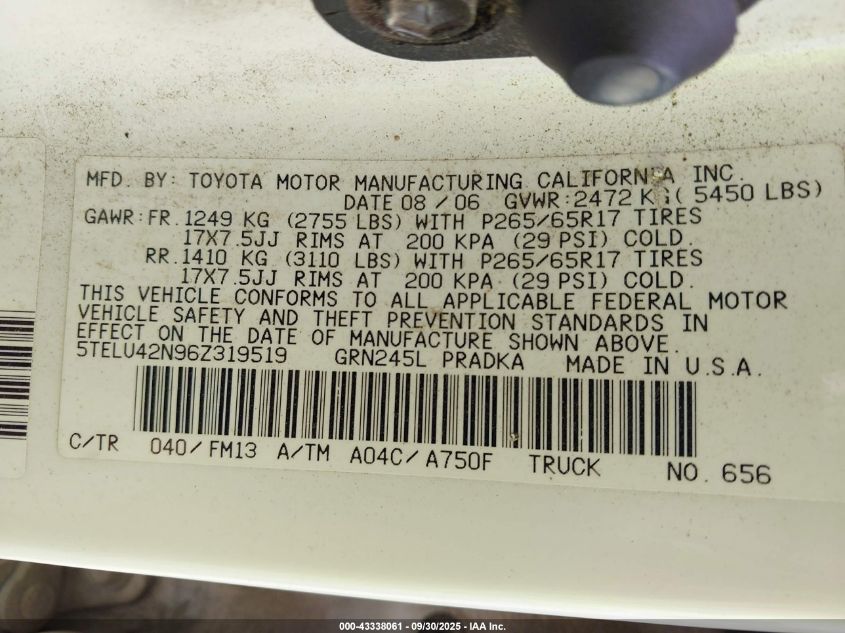 MFD. BY: TOYOTA MOTOR MANUFACTURING CALIFORNIA INC.
DATE 08 / 06 GVWR: 2472 KG ( 5450 LBS)
GAWR: FR. 1249 KG (2755 LBS) WITH P265/65R17 TIRES
17X7.5JJ RIMS AT 200 KPA (29 PSI) COLD.
RR. 1410 KG (3110 LBS) WITH P265/65R17 TIRES
17X7.5JJ RIMS AT 200 KPA (29 PSI) COLD.
THIS VEHICLE CONFORMS TO ALL APPLICABLE FEDERAL MOTOR
VEHICLE SAFETY AND THEFT PREVENTION STANDARDS IN
EFFECT ON THE DATE OF MANUFACTURE SHOWN ABOVE.
5TELU42N96Z319519 GRN245L PRADKA MADE IN U.S.A.
C/TR 040/FM13 A/TM A04C/A750F TRUCK NO. 656
000-43338061 - 09/30/2025 - IAA Inc.